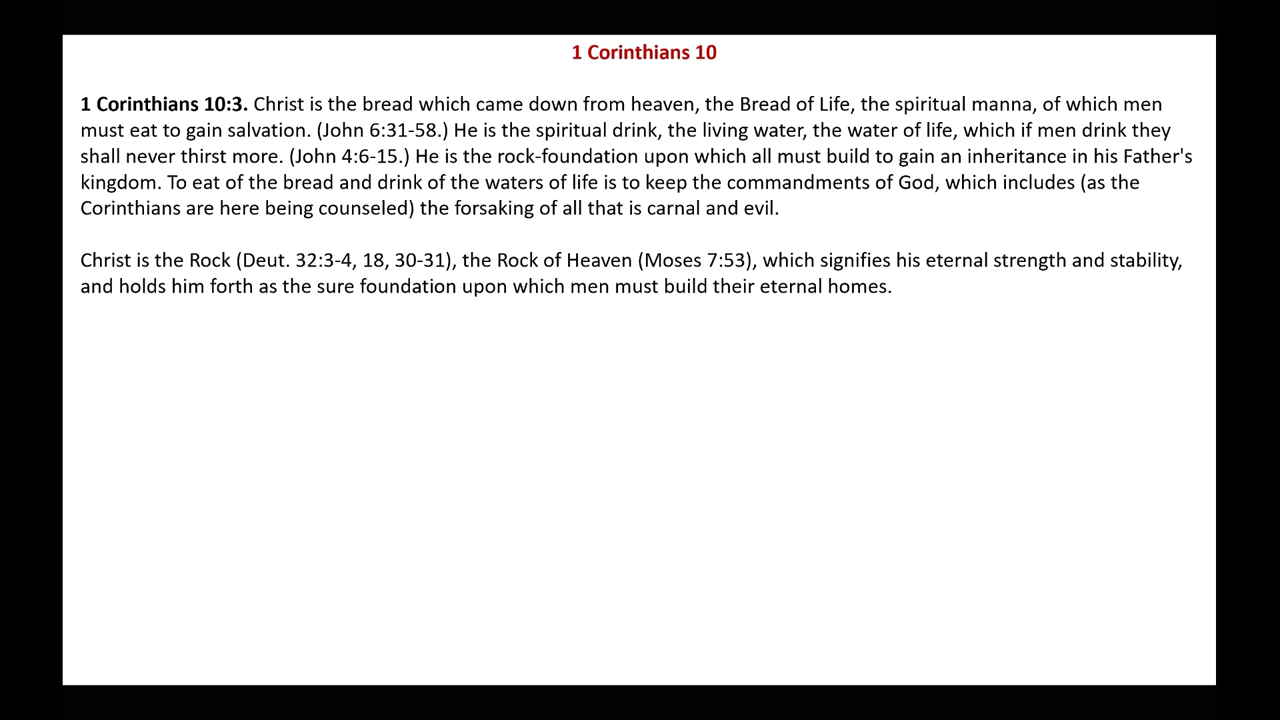 1 Corinthians 10
1 Corinthians 10:3. Christ is the bread which came down from heaven, the Bread of Life, the spiritual manna, of which men
must eat to gain salvation. (John 6:31-58.) He is the spiritual drink, the living water, the water of life, which if men drink they
shall never thirst more. (John 4:6-15.) He is the rock-foundation upon which all must build to gain an inheritance in his Father's
kingdom. To eat of the bread and drink of the waters of life is to keep the commandments of God, which includes (as the
Corinthians are here being counseled) the forsaking of all that is carnal and evil.
Christ is the Rock (Deut. 32:3-4, 18, 30-31), the Rock of Heaven (Moses 7:53), which signifies his eternal strength and stability,
and holds him forth as the sure foundation upon which men must build their eternal homes.